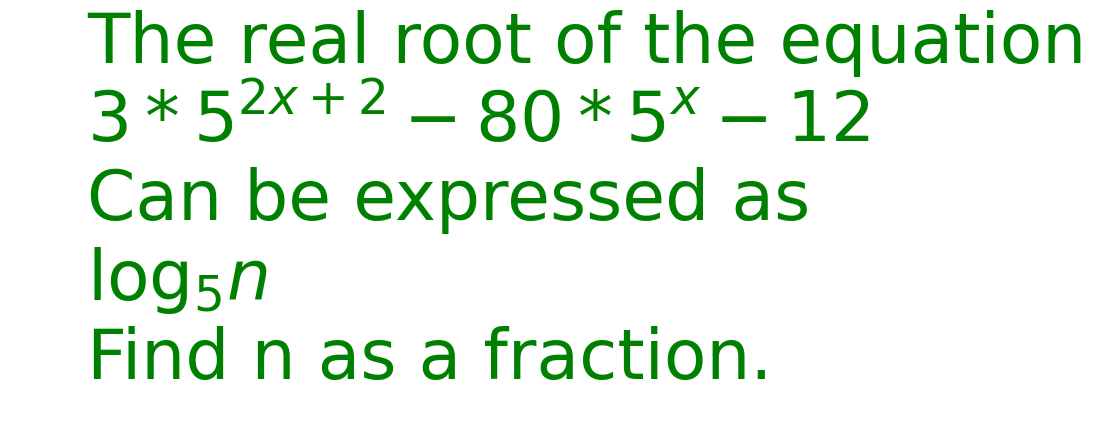 The real root of the equation
$3 * 5^{2x+2} - 80 * 5^x - 12$
Can be expressed as
$\log_5 n$
Find n as a fraction.